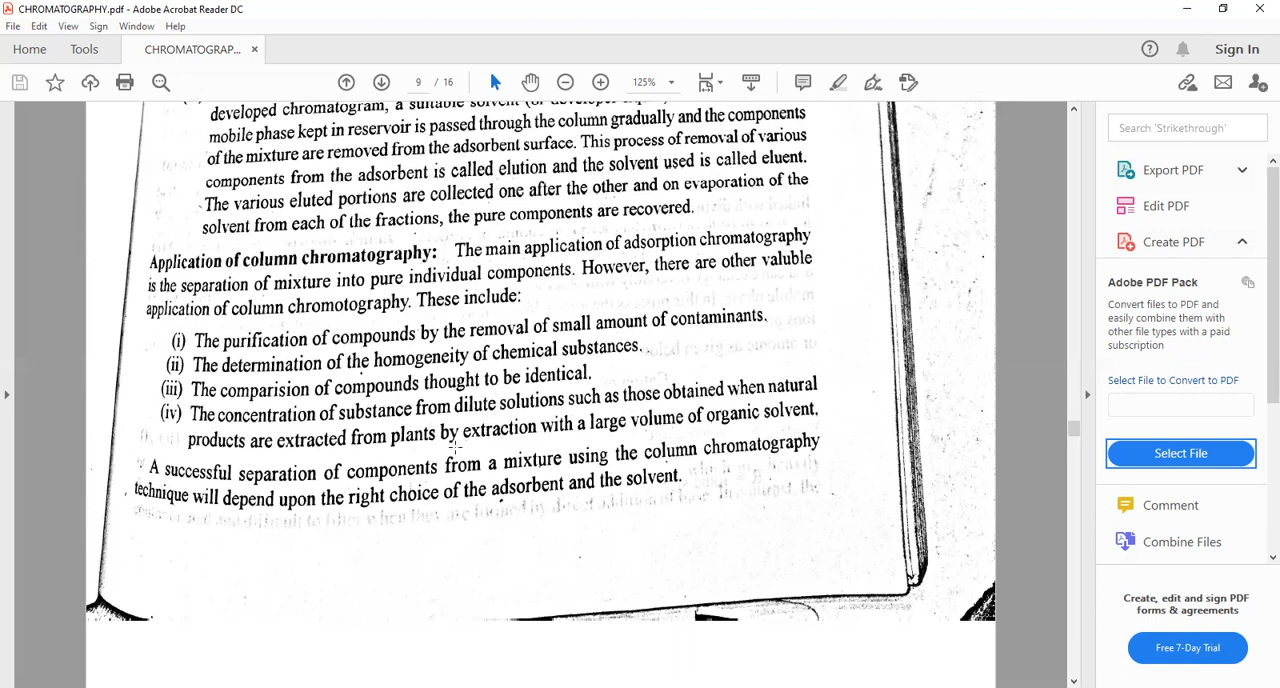 CHROMATOGRAPHY.pdf - Adobe Acrobat Reader DC
File Edit View Sign Window Help
Home Tools CHROMATOGRAP... × Sign In
9 / 16 125%
developed chromatogram, a suitable solvent
mobile phase kept in reservoir is passed through the column gradually and the components
of the mixture are removed from the adsorbent surface. This process of removal of various
components from the adsorbent is called elution and the solvent used is called eluent.
The various eluted portions are collected one after the other and on evaporation of the
solvent from each of the fractions, the pure components are recovered.
Application of column chromatography: The main application of adsorption chromatography
is the separation of mixture into pure individual components. However, there are other valuble
application of column chromotography. These include:
(i) The purification of compounds by the removal of small amount of contaminants.
(ii) The determination of the homogeneity of chemical substances.
(iii) The comparision of compounds thought to be identical.
(iv) The concentration of substance from dilute solutions such as those obtained when natural
products are extracted from plants by extraction with a large volume of organic solvent.
A successful separation of components from a mixture using the column chromatography
technique will depend upon the right choice of the adsorbent and the solvent.
Search 'Strikethrough'
Export PDF
Edit PDF
Create PDF
Adobe PDF Pack
Convert files to PDF and
easily combine them with
other file types with a paid
subscription
Select File to Convert to PDF
Select File
Comment
Combine Files
Create, edit and sign PDF
forms & agreements
Free 7-Day Trial